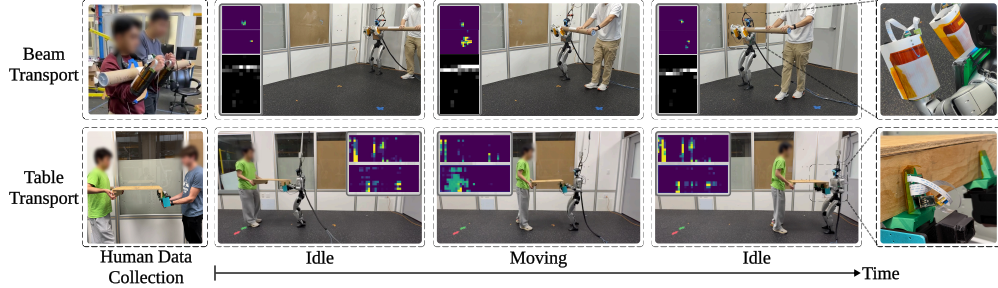 Beam
Transport
Table
Transport
Human Data
Collection
Idle
Moving
Idle
Time